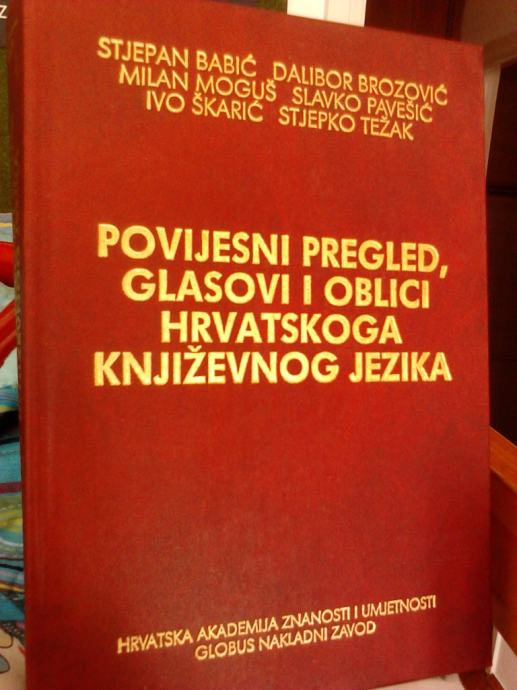 STJEPAN BABIĆ DALIBOR BROZOVIĆ
MILAN MOGUŠ SLAVKO PAVEŠIĆ
IVO ŠKARIĆ STJEPKO TEŽAK
POVIJESNI PREGLED,
GLASOVI I OBLICI
HRVATSKOGA
KNJIŽEVNOG JEZIKA
HRVATSKA AKADEMIJA ZNANOSTI I UMJETNOSTI
GLOBUS NAKLADNI ZAVOD